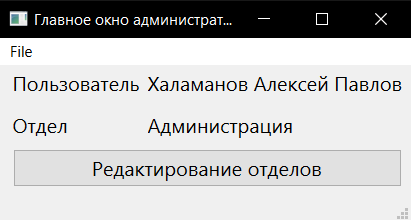 Главное окно администрат...
File
Пользователь Халаманов Алексей Павлов
Отдел Администрация
Редактирование отделов